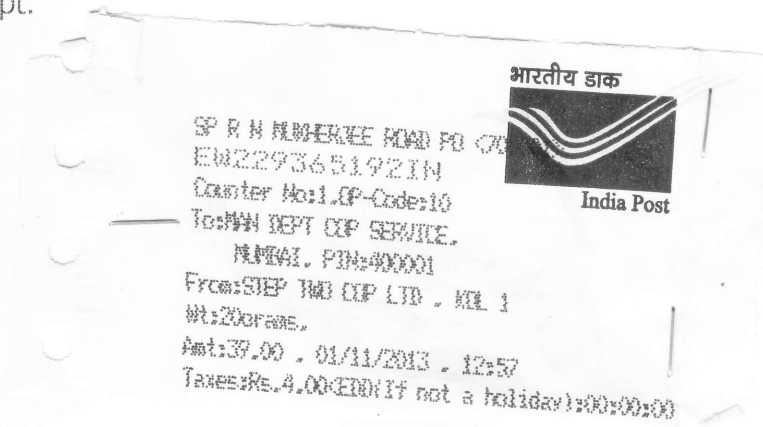 pt.
भारतीय डाक
India Post
SP R N MUKHERJEE ROAD PO <70
EW229365192IN
Counter No:1,OP-Code:10
To:MAN DEPT COP SERVICE,
MUMBAI, PIN:400001
From:STEP TWO COP LTD , KOL 1
Wt:20grams,
Amt:39.00 , 01/11/2013 , 12:57
Taxes:Rs.4.00<EDD(If not a holiday):00:00:00